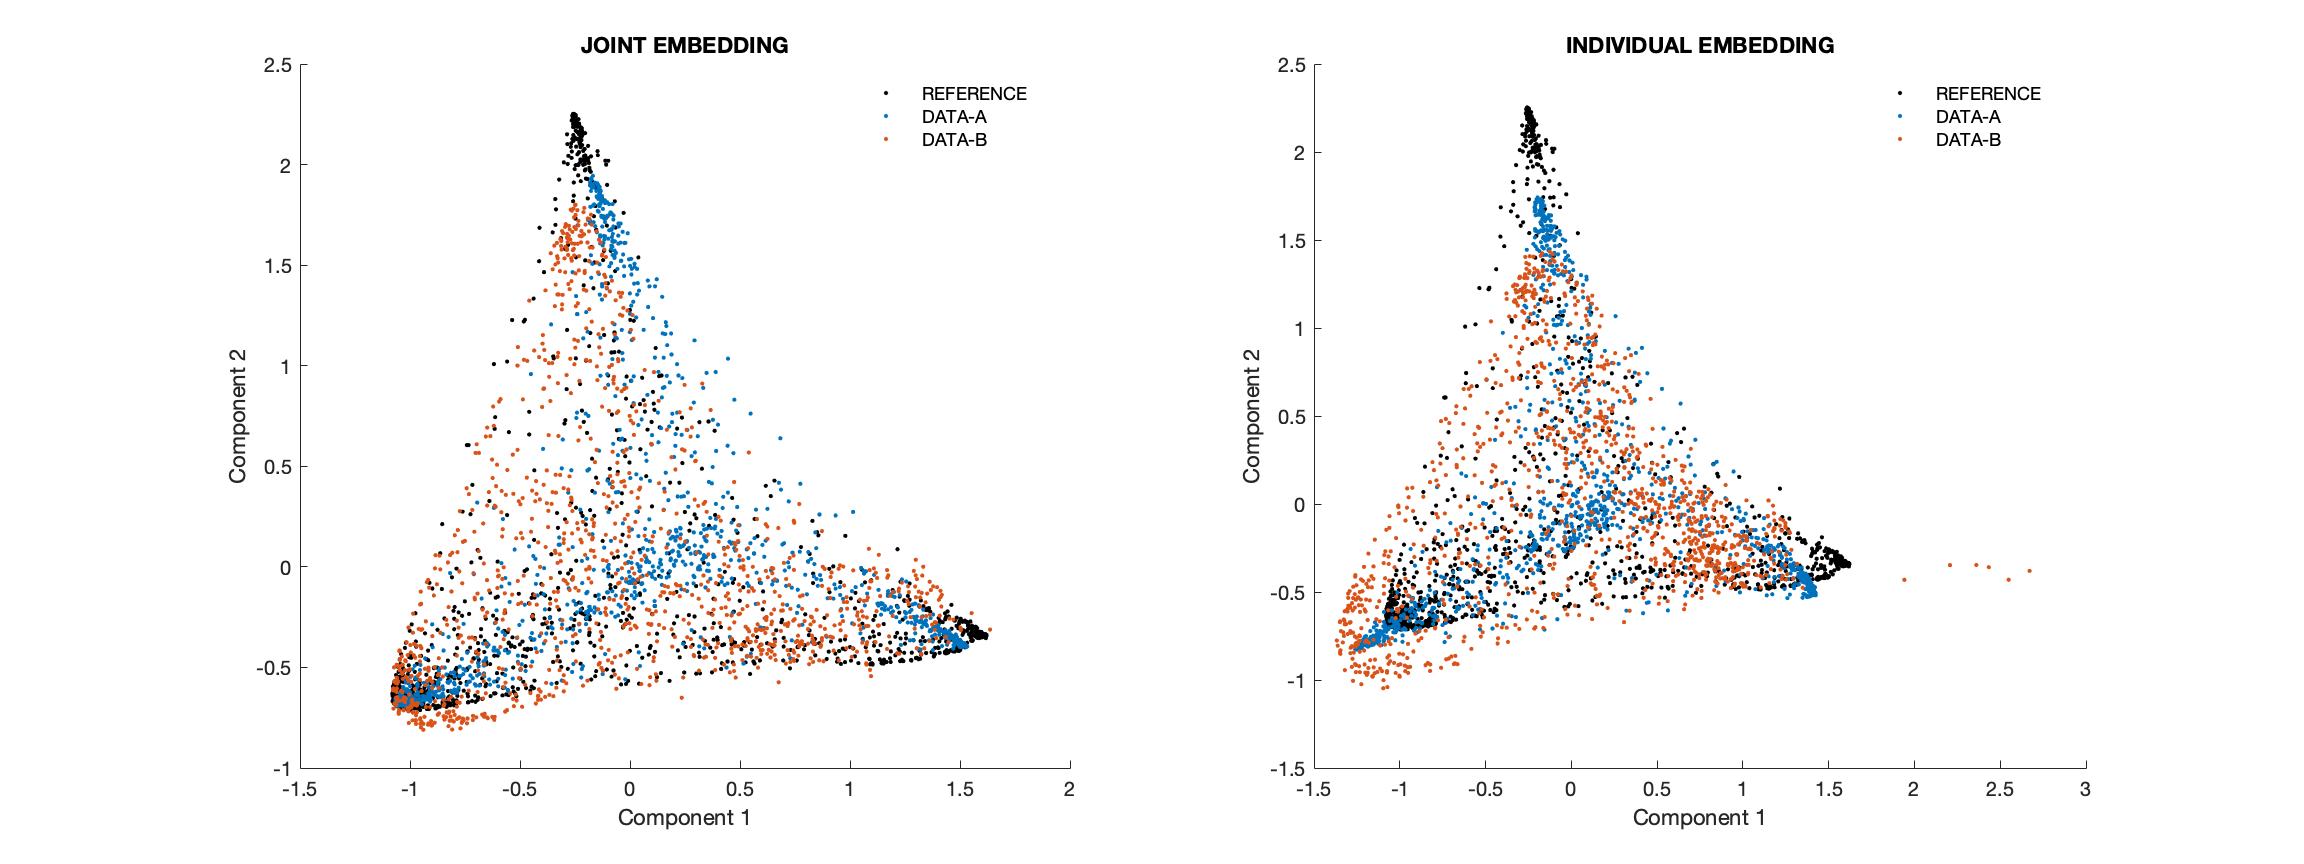 JOINT EMBEDDING
2.5
2
1.5
1
0.5
0
-0.5
-1
Component 2
REFERENCE
DATA-A
DATA-B
-1.5 -1 -0.5 0 0.5 1 1.5 2
Component 1
INDIVIDUAL EMBEDDING
2.5
2
1.5
1
0.5
0
-0.5
-1
-1.5
Component 2
REFERENCE
DATA-A
DATA-B
-1.5 -1 -0.5 0 0.5 1 1.5 2 2.5 3
Component 1